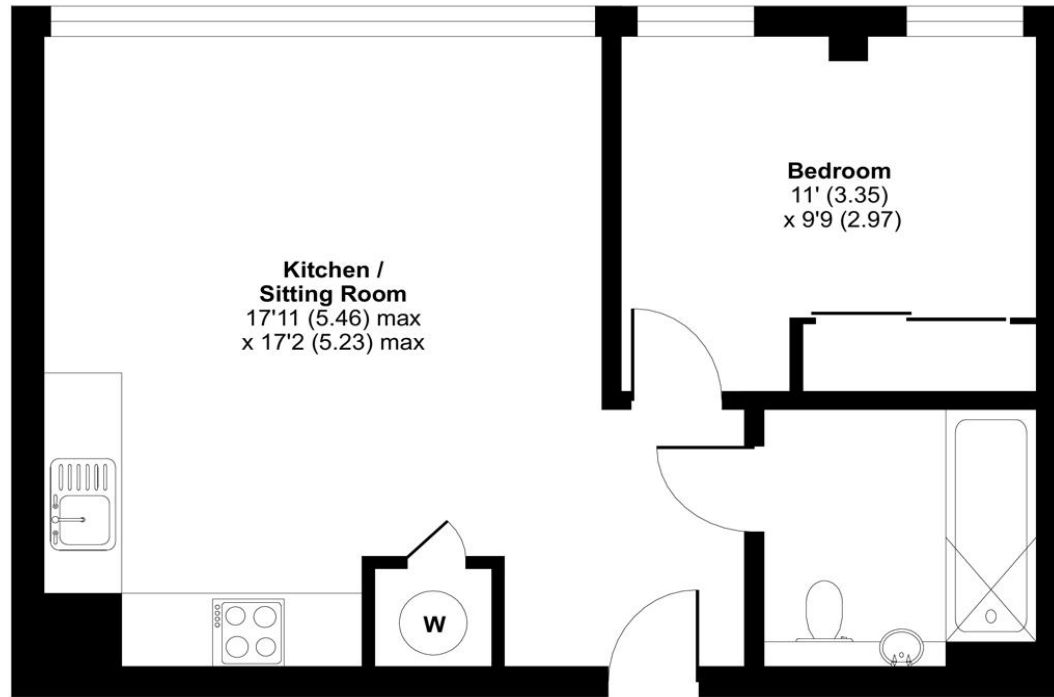 Kitchen /
Sitting Room
17'11 (5.46) max
x 17'2 (5.23) max
Bedroom
11' (3.35)
x 9'9 (2.97)
W